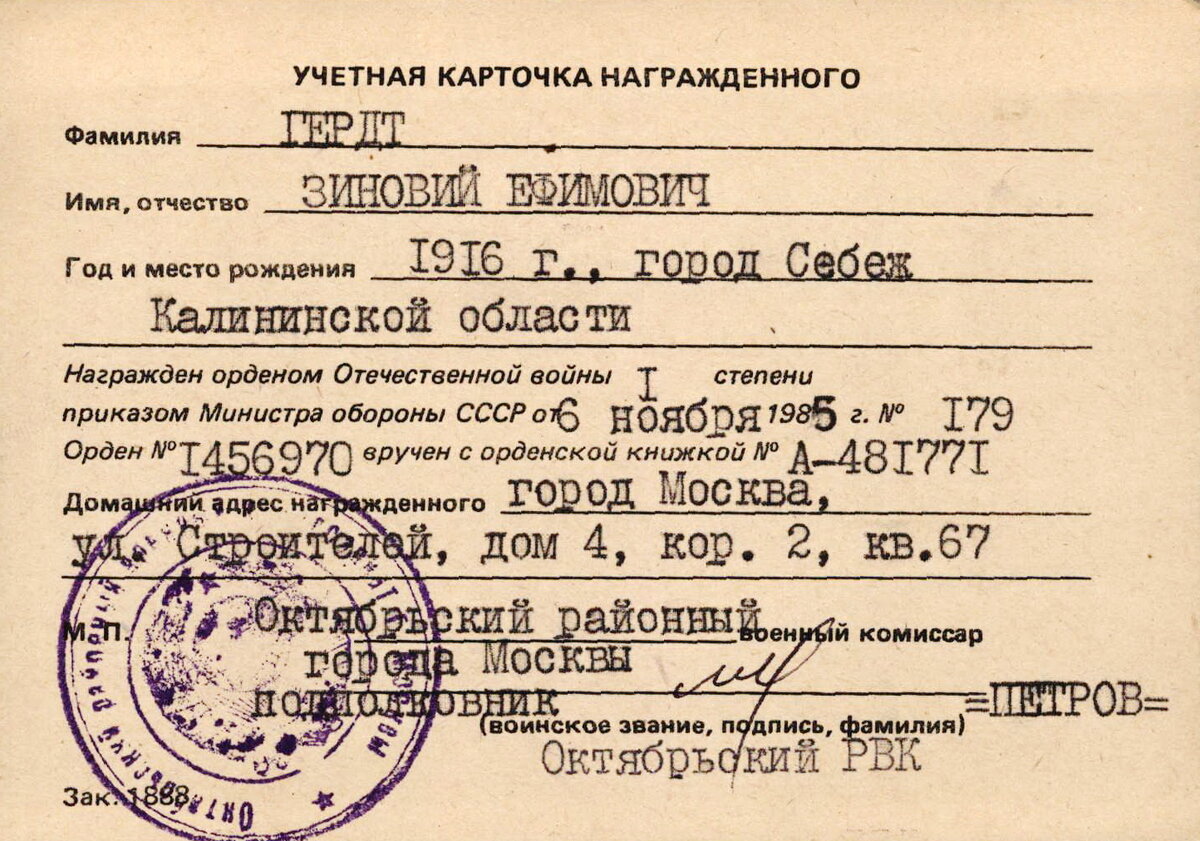 УЧЕТНАЯ КАРТОЧКА НАГРАЖДЕННОГО
Фамилия ГЕРДТ
Имя, отчество ЗИНОВИЙ ЕФИМОВИЧ
Год и место рождения 1916 г., город Себеж
Калининской области
Награжден орденом Отечественной войны I степени
приказом Министра обороны СССР от 6 ноября 1985 г. № 179
Орден № 1456970 вручен с орденской книжкой № А-481771
Домашний адрес награжденного город Москва,
ул. Строителей, дом 4, кор. 2, кв.67
М.П. Октябрьский районный военный комиссар
города Москвы
подполковник =ПЕТРОВ=
(воинское звание, подпись, фамилия)
Октябрьский РВК
Зак. 1888